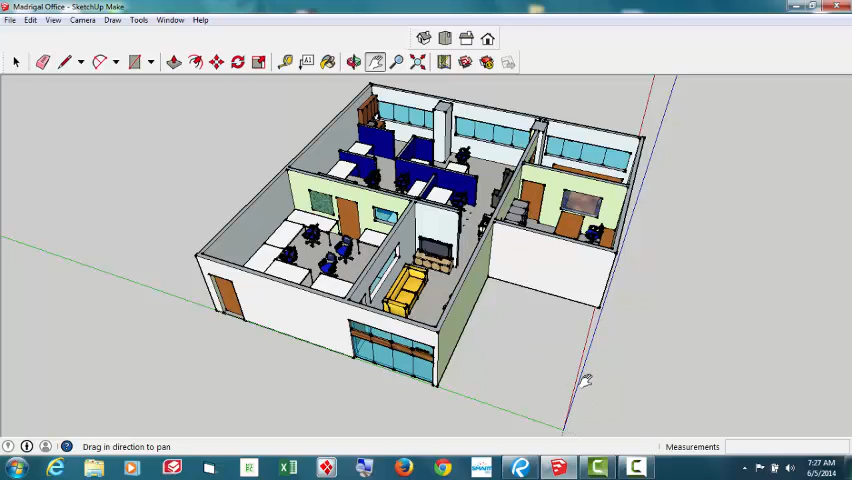 Madrigal Office - SketchUp Make
File Edit View Camera Draw Tools Window Help
A1
Drag in direction to pan
Measurements
7:27 AM
6/5/2014